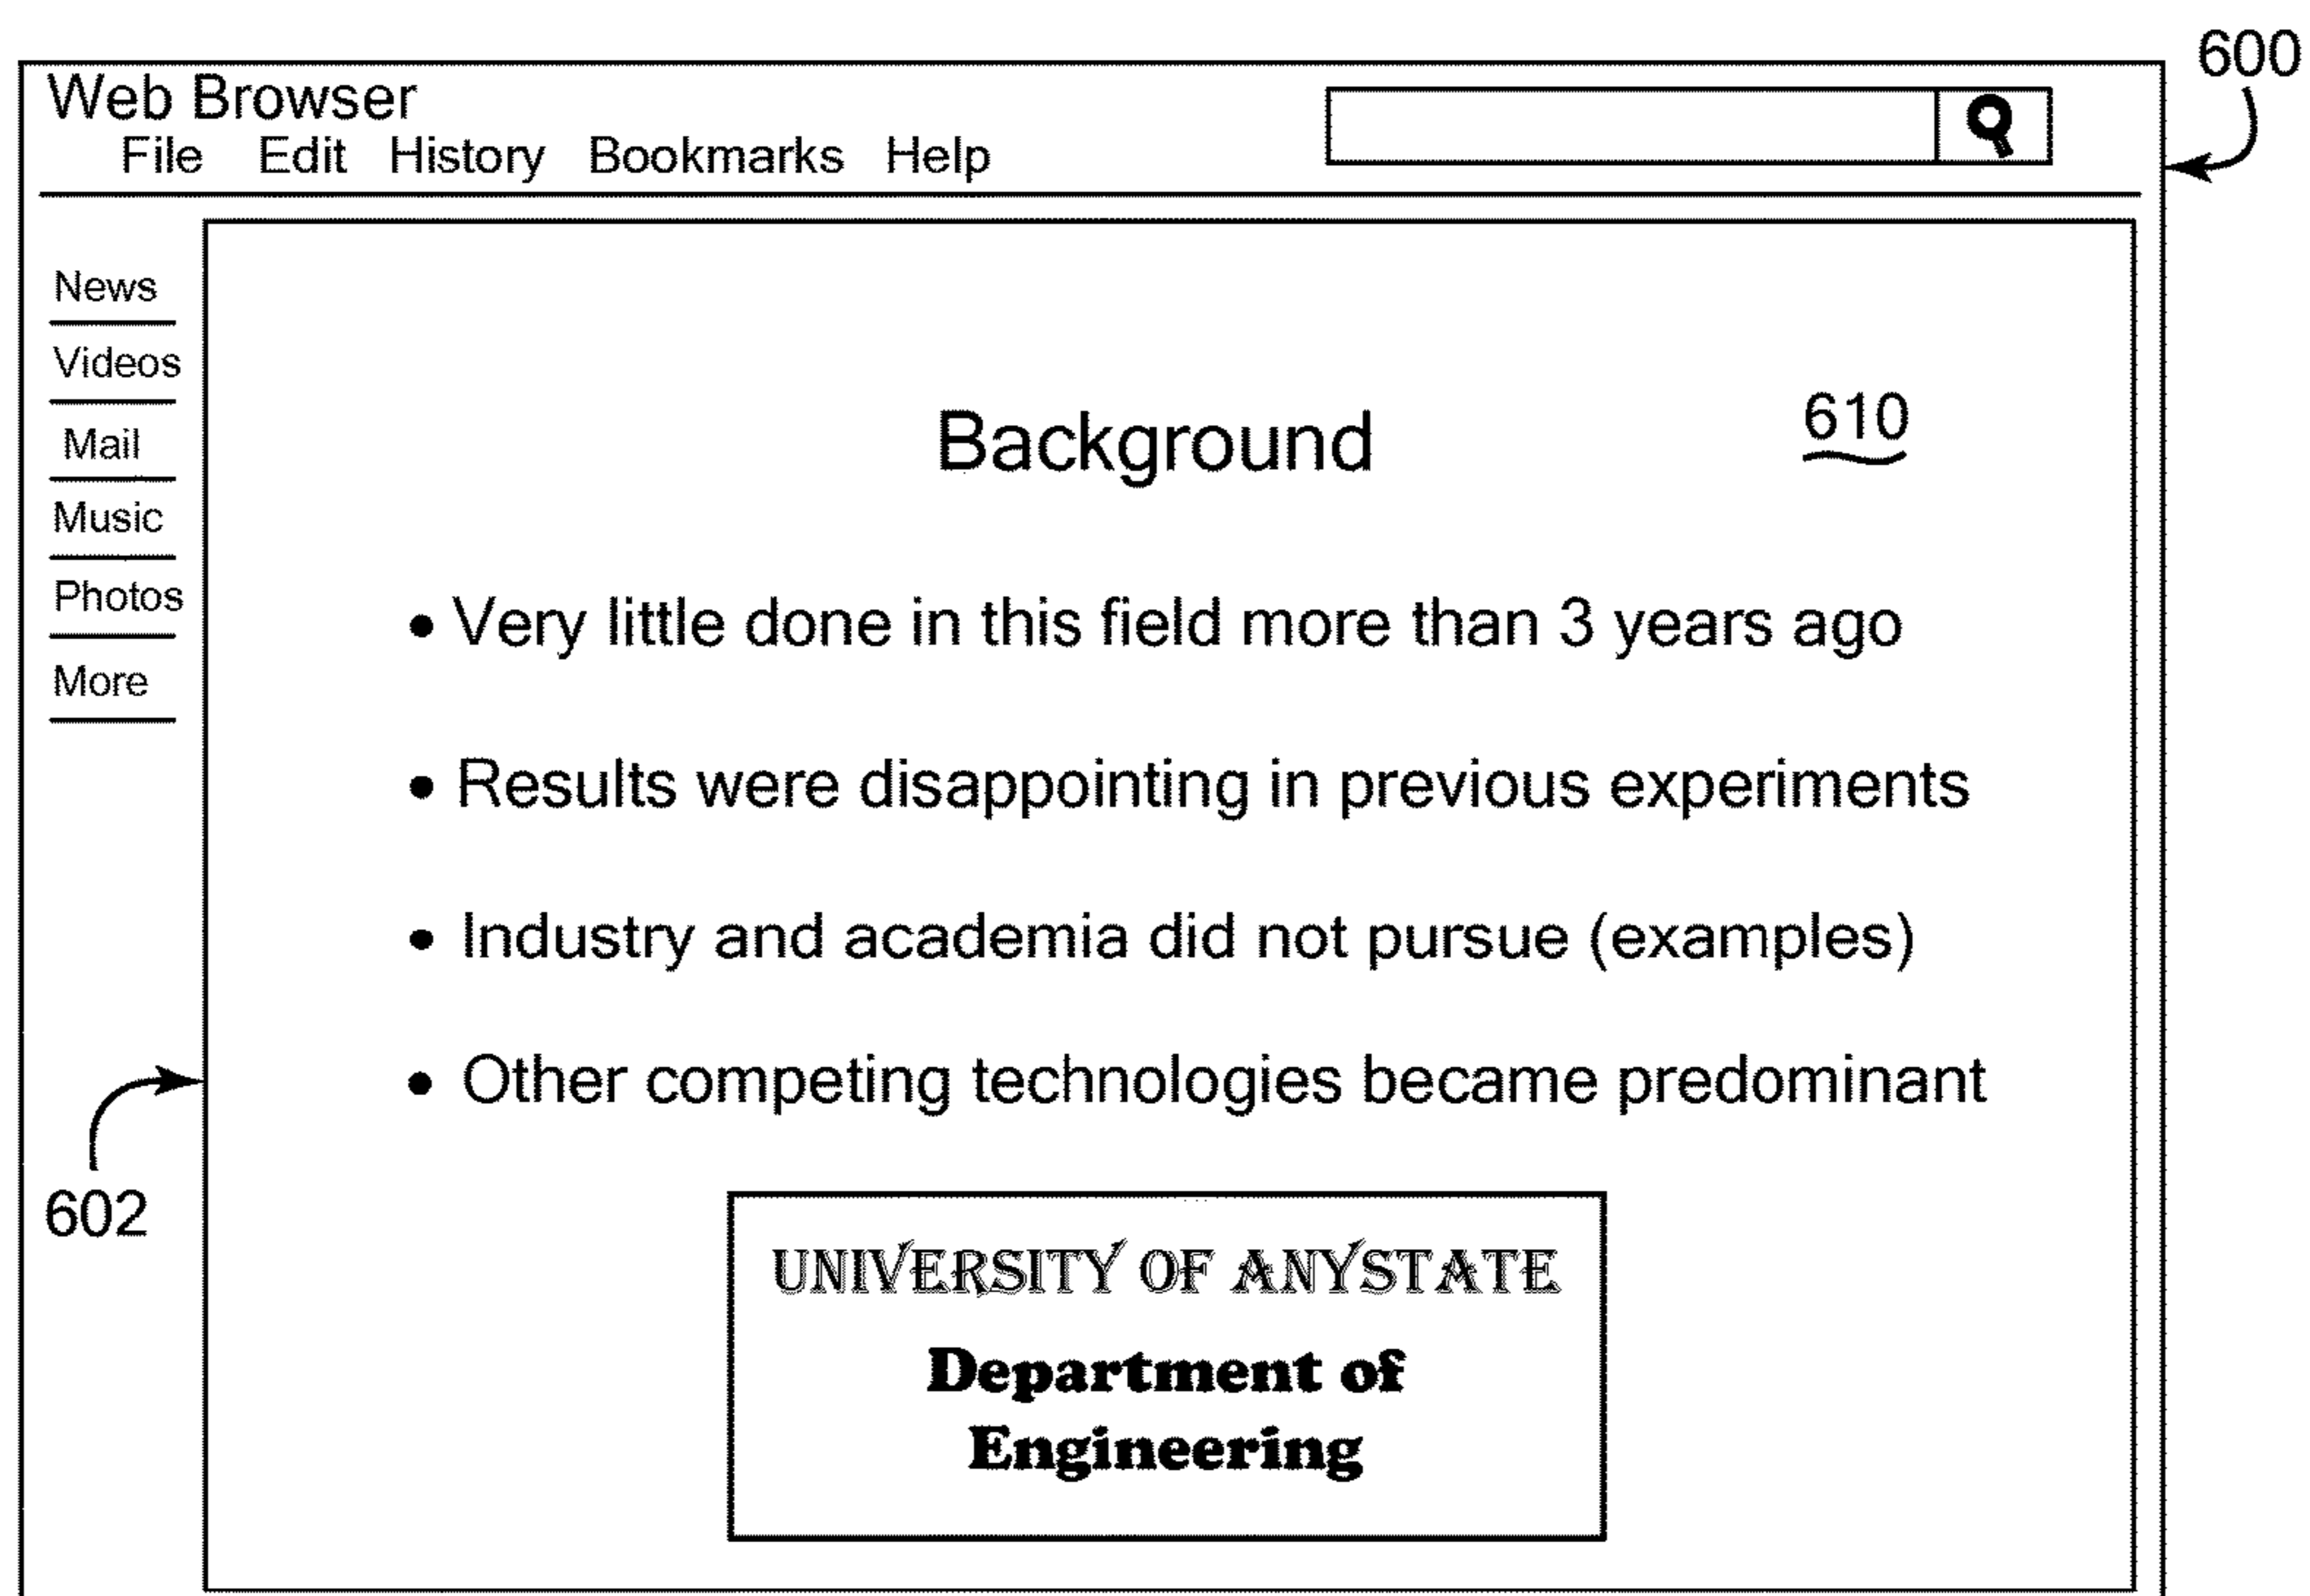 600
Web Browser
File Edit History Bookmarks Help
News
Videos
Mail
Music
Photos
More
Background
610
• Very little done in this field more than 3 years ago
• Results were disappointing in previous experiments
• Industry and academia did not pursue (examples)
• Other competing technologies became predominant
602
UNIVERSITY OF ANYSTATE
Department of
Engineering